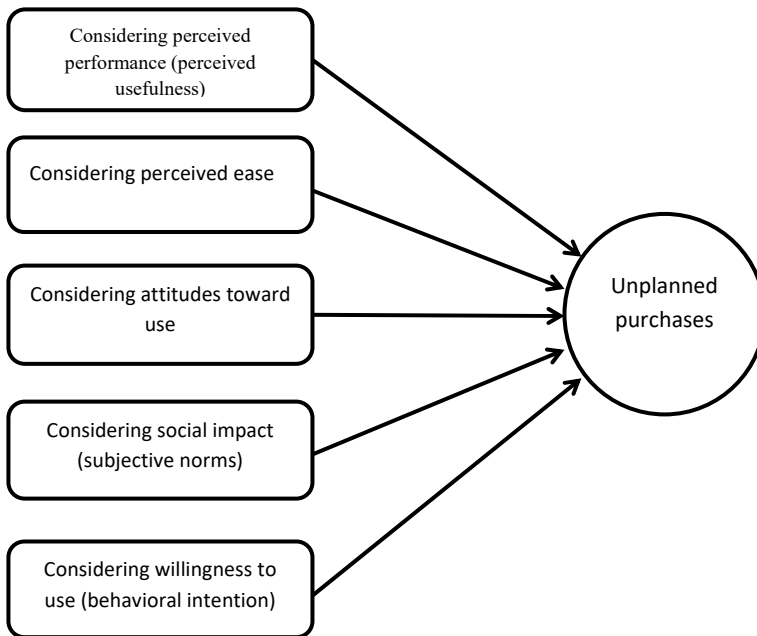 Considering perceived
performance (perceived
usefulness)
Considering perceived ease
Considering attitudes toward
use
Considering social impact
(subjective norms)
Considering willingness to
use (behavioral intention)
Unplanned
purchases